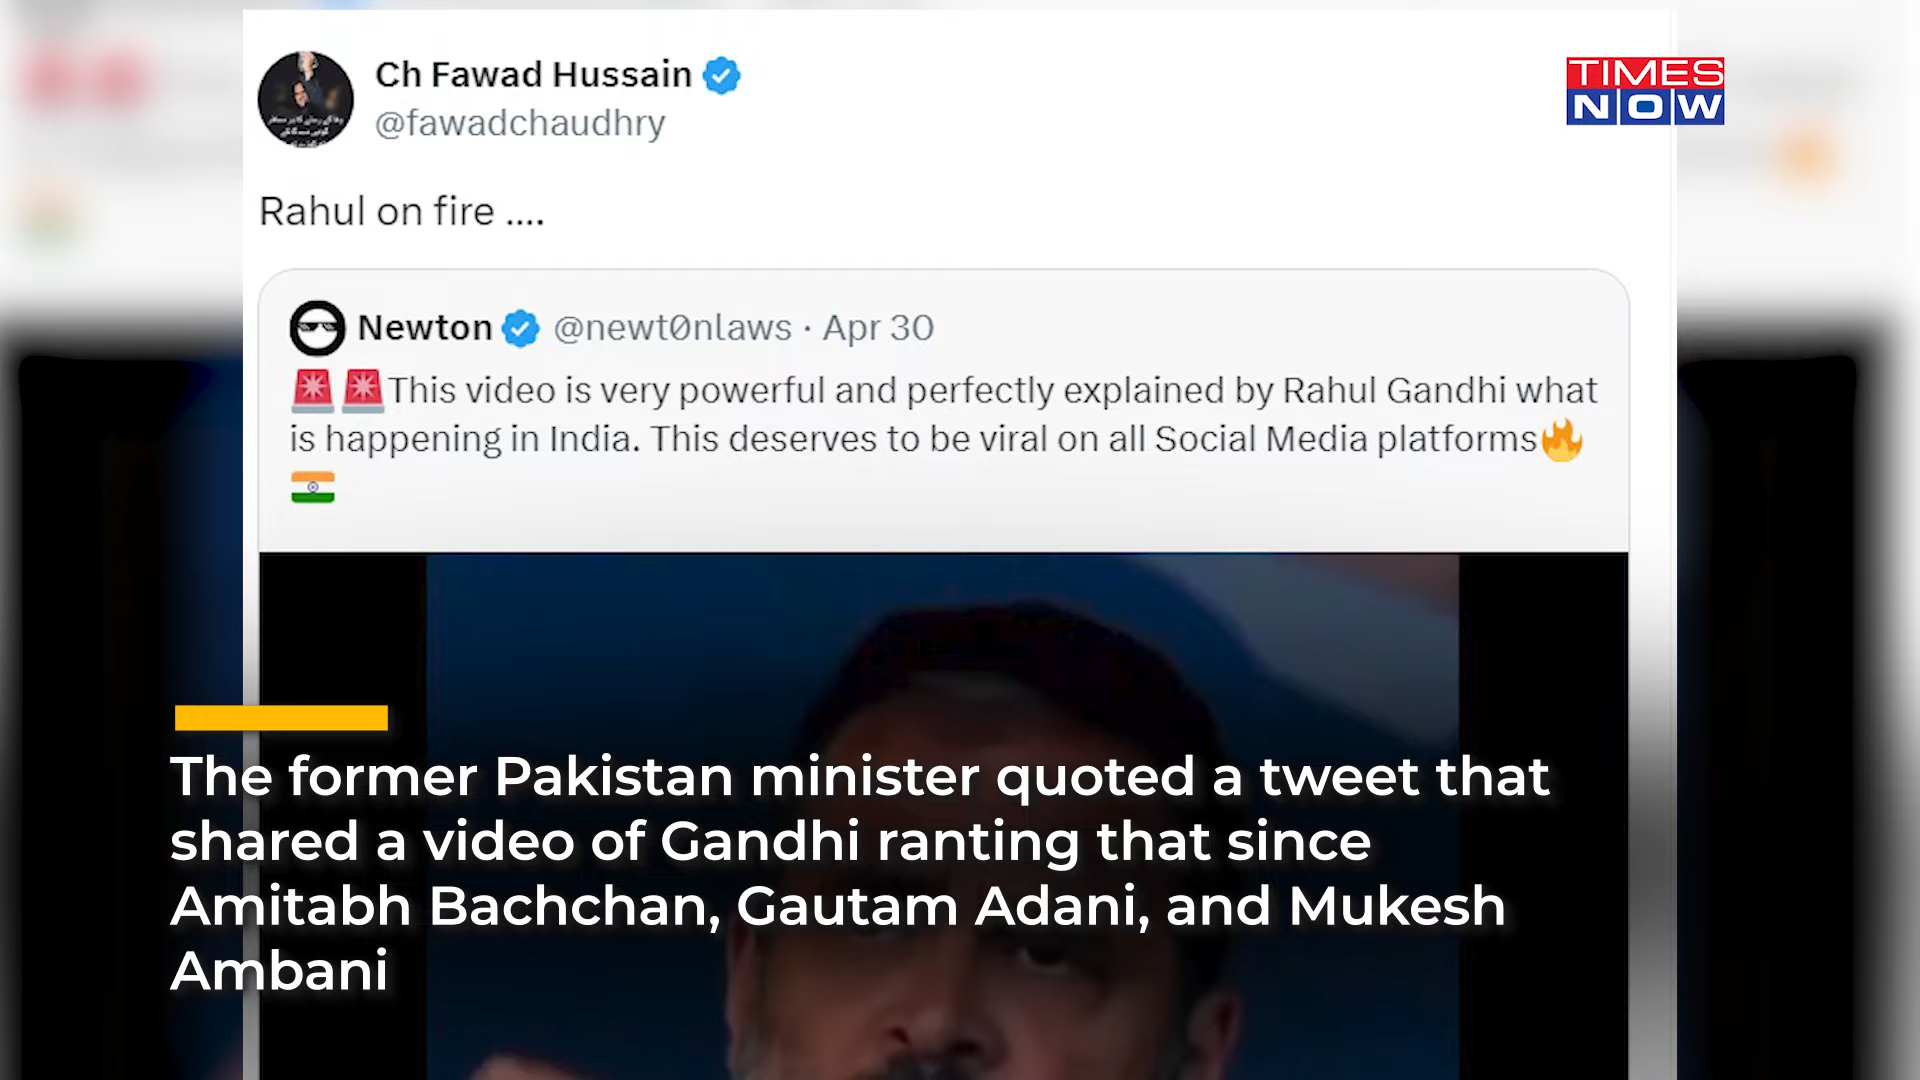 Ch Fawad Hussain
@fawadchaudhry
TIMES
NOW
Rahul on fire ....
Newton @newt0nlaws · Apr 30
🚨🚨This video is very powerful and perfectly explained by Rahul Gandhi what
is happening in India. This deserves to be viral on all Social Media platforms🔥
🇮🇳
The former Pakistan minister quoted a tweet that
shared a video of Gandhi ranting that since
Amitabh Bachchan, Gautam Adani, and Mukesh
Ambani